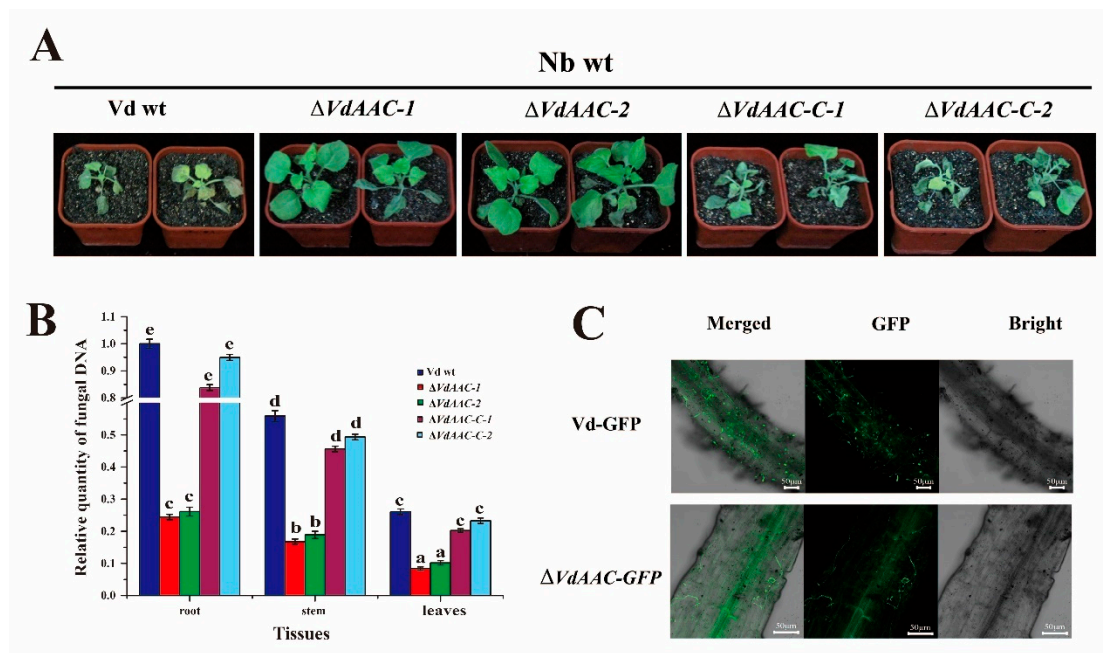 A
Nb wt
Vd wt
ΔVdAAC-1
ΔVdAAC-2
ΔVdAAC-C-1
ΔVdAAC-C-2
B
Relative quantity of fungal DNA
1.1
1.0
0.9
0.8
0.5
0.4
0.3
0.2
0.1
0.0
e
c
c
c
c
d
b
b
d
d
c
a
a
c
c
Vd wt
ΔVdAAC-1
ΔVdAAC-2
ΔVdAAC-C-1
ΔVdAAC-C-2
root
stem
leaves
Tissues
C
Merged
GFP
Bright
Vd-GFP
50μm
50μm
50μm
ΔVdAAC-GFP
50μm
50μm
50μm